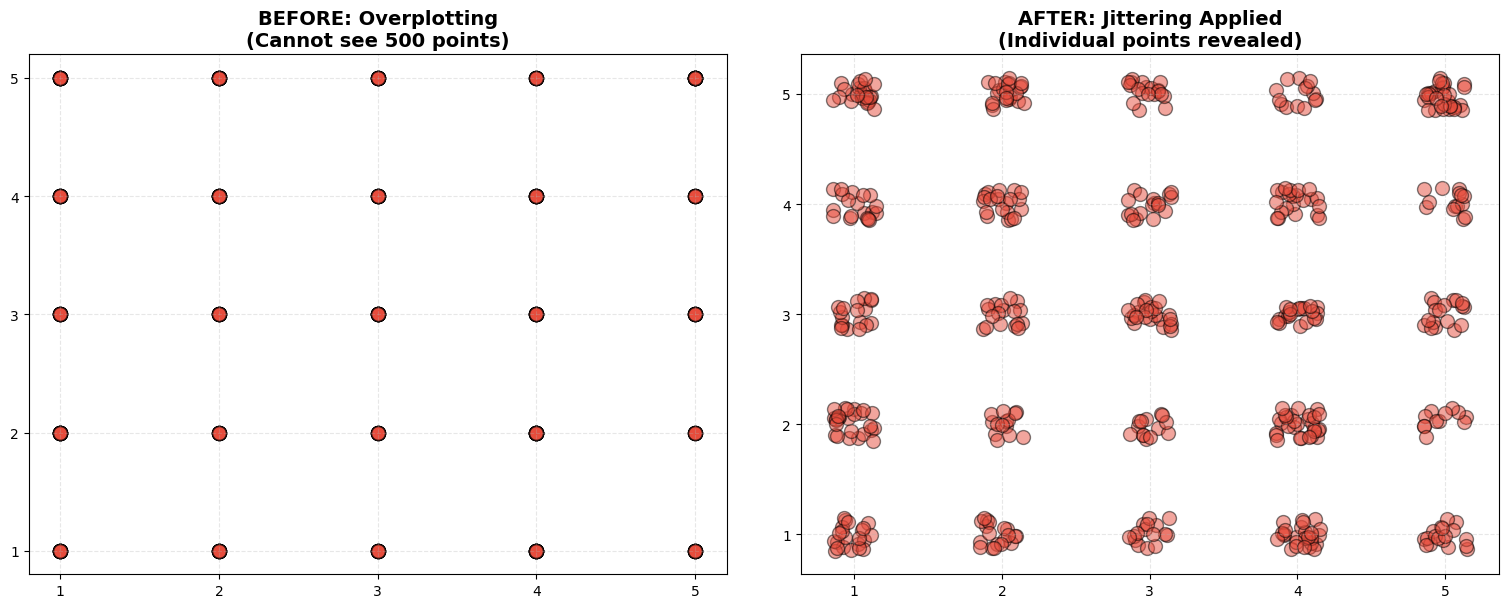 BEFORE: Overplotting
(Cannot see 500 points)
5
4
3
2
1
1 2 3 4 5
AFTER: Jittering Applied
(Individual points revealed)
5
4
3
2
1
1 2 3 4 5